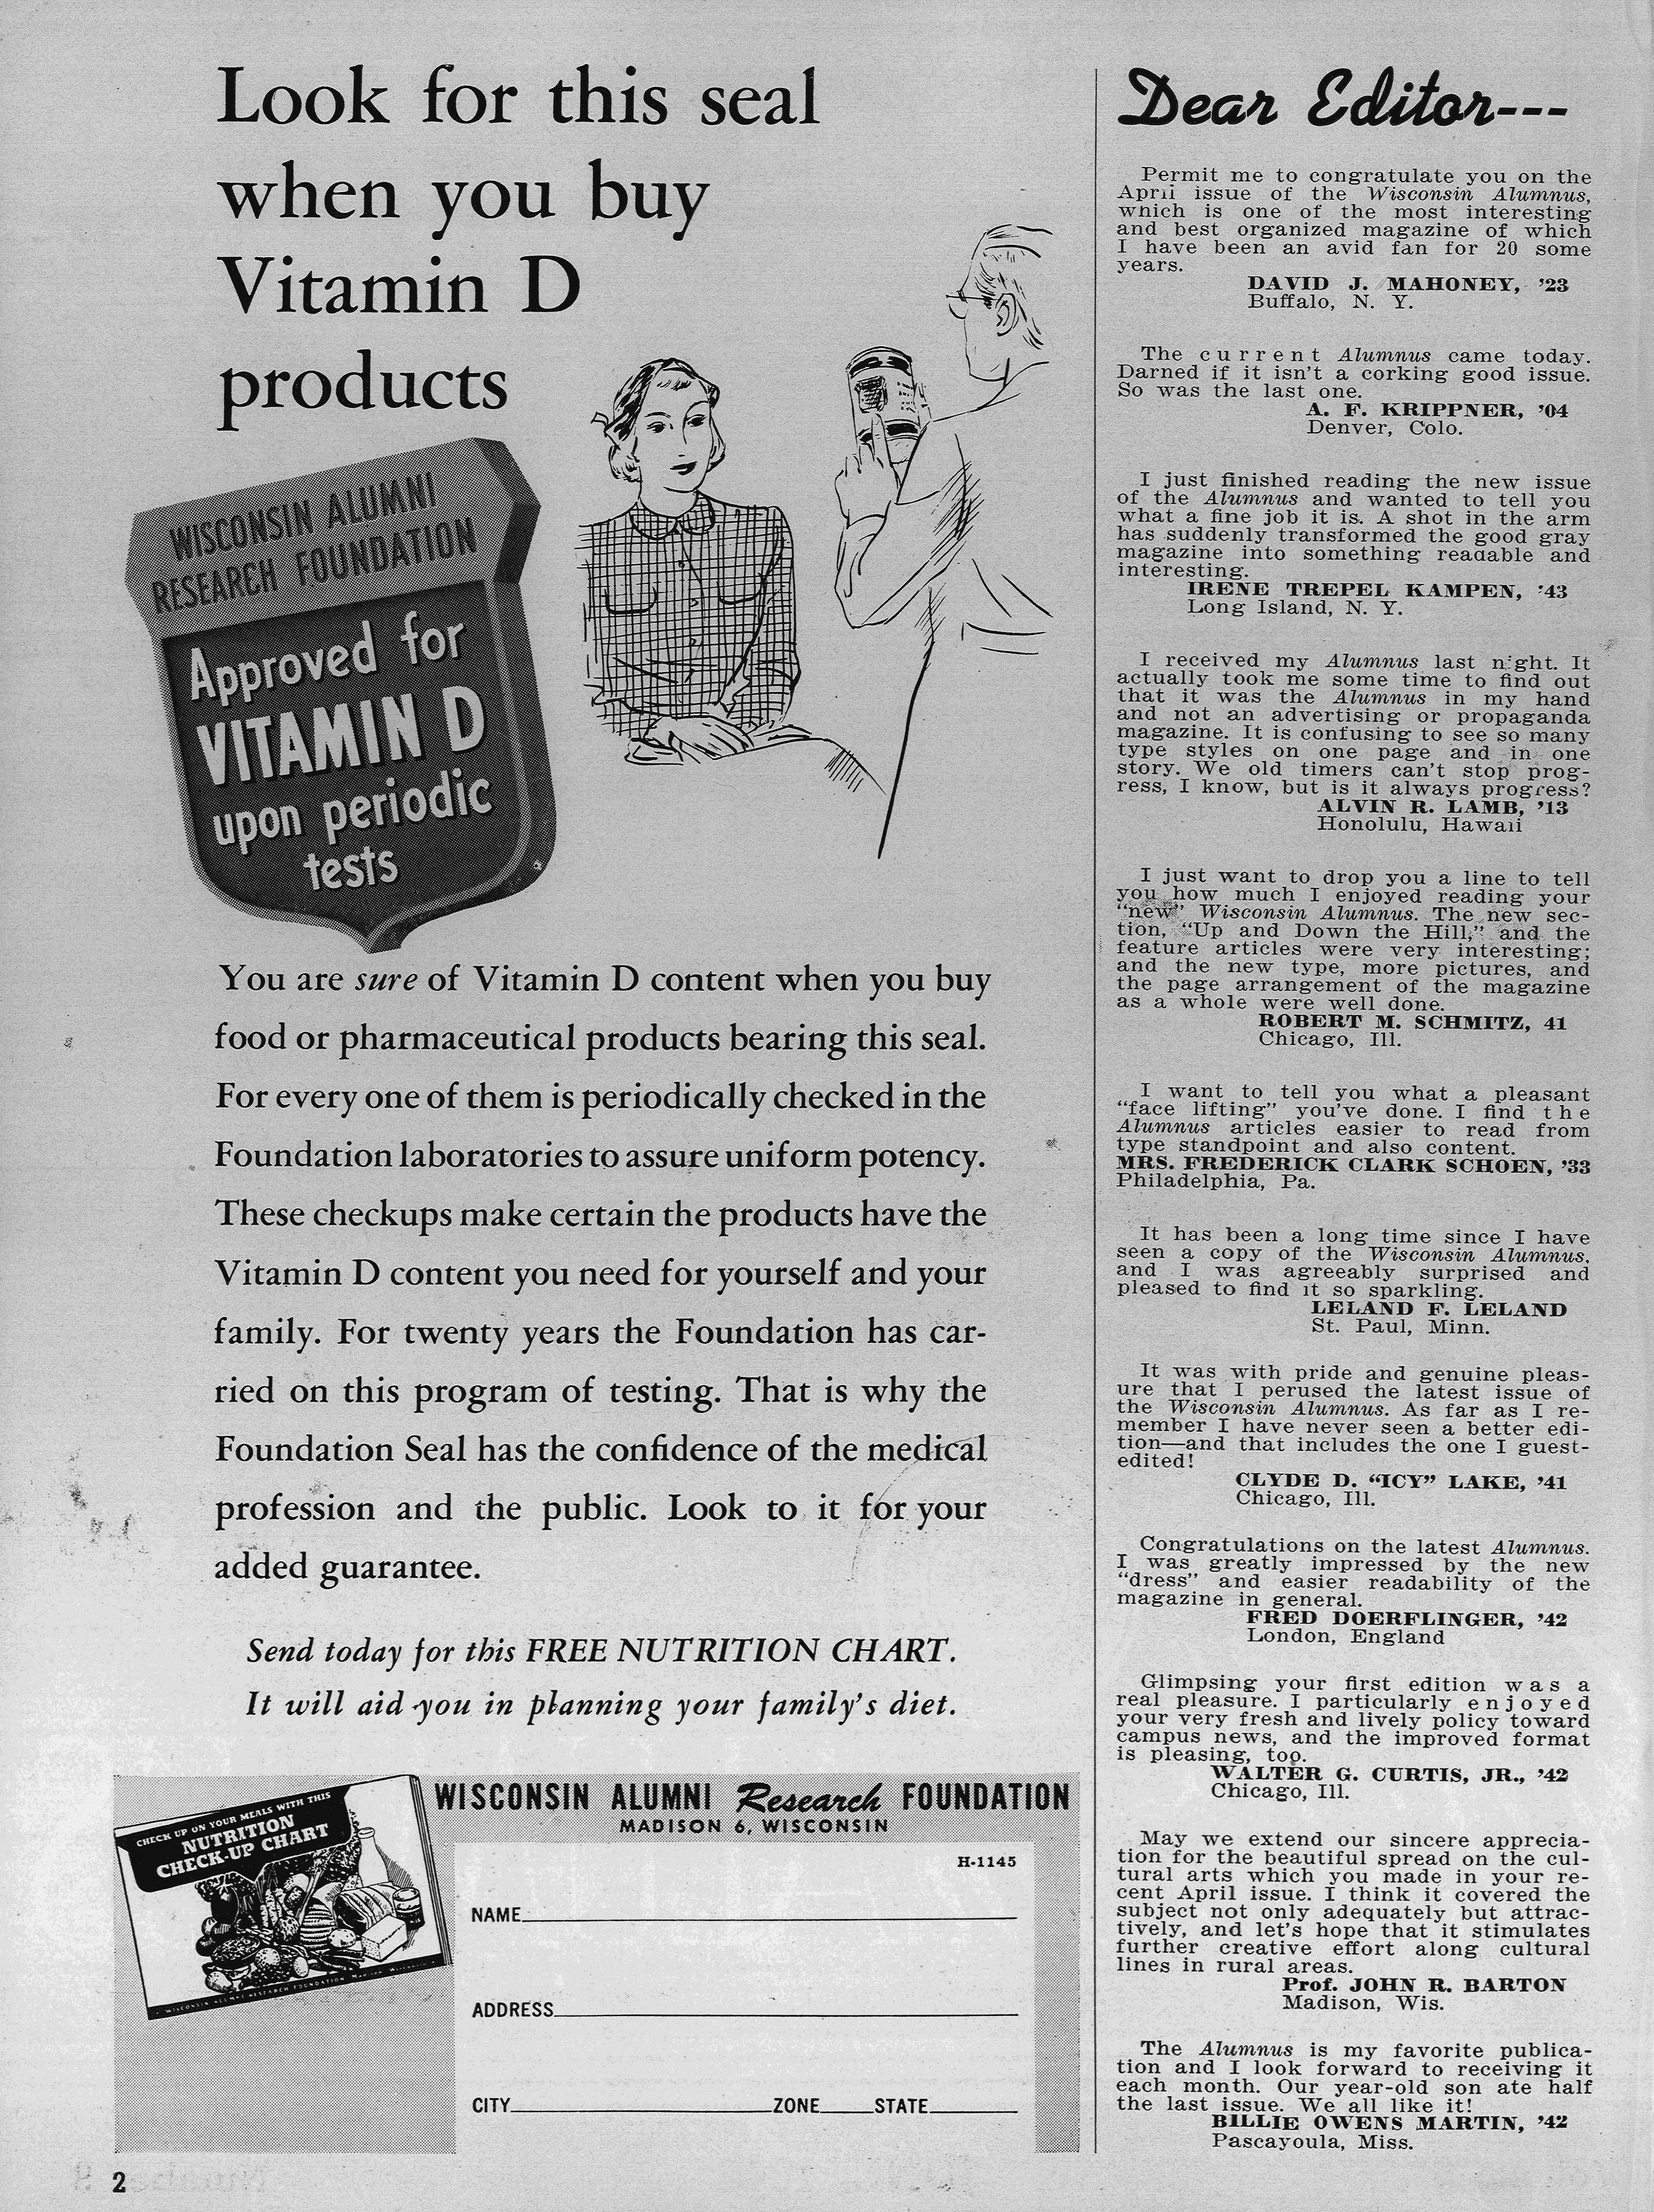 Look for this seal
when you buy
Vitamin D
products
WISCONSIN ALUMNI
RESEARCH FOUNDATION
Approved for
VITAMIN D
upon periodic
tests
You are sure of Vitamin D content when you buy
food or pharmaceutical products bearing this seal.
For every one of them is periodically checked in the
Foundation laboratories to assure uniform potency.
These checkups make certain the products have the
Vitamin D content you need for yourself and your
family. For twenty years the Foundation has car-
ried on this program of testing. That is why the
Foundation Seal has the confidence of the medical
profession and the public. Look to it for your
added guarantee.
Send today for this FREE NUTRITION CHART.
It will aid you in planning your family's diet.
CHECK UP ON YOUR MEALS WITH THIS
NUTRITION
CHECK-UP CHART
WISCONSIN ALUMNI RESEARCH FOUNDATION Madison Wisconsin
WISCONSIN ALUMNI Research FOUNDATION
MADISON 6, WISCONSIN
H-1145
NAME
ADDRESS
CITY ZONE STATE
2
Dear Editor---
Permit me to congratulate you on the
April issue of the Wisconsin Alumnus,
which is one of the most interesting
and best organized magazine of which
I have been an avid fan for 20 some
years.
DAVID J. MAHONEY, '23
Buffalo, N. Y.
The current Alumnus came today.
Darned if it isn't a corking good issue.
So was the last one.
A. F. KRIPPNER, '04
Denver, Colo.
I just finished reading the new issue
of the Alumnus and wanted to tell you
what a fine job it is. A shot in the arm
has suddenly transformed the good gray
magazine into something readable and
interesting.
IRENE TREPEL KAMPEN, '43
Long Island, N. Y.
I received my Alumnus last night. It
actually took me some time to find out
that it was the Alumnus in my hand
and not an advertising or propaganda
magazine. It is confusing to see so many
type styles on one page and in one
story. We old timers can't stop prog-
ress, I know, but is it always progress?
ALVIN R. LAMB, '13
Honolulu, Hawaii
I just want to drop you a line to tell
you how much I enjoyed reading your
"new" Wisconsin Alumnus. The new sec-
tion, "Up and Down the Hill," and the
feature articles were very interesting;
and the new type, more pictures, and
the page arrangement of the magazine
as a whole were well done.
ROBERT M. SCHMITZ, 41
Chicago, Ill.
I want to tell you what a pleasant
"face lifting" you've done. I find the
Alumnus articles easier to read from
type standpoint and also content.
MRS. FREDERICK CLARK SCHOEN, '33
Philadelphia, Pa.
It has been a long time since I have
seen a copy of the Wisconsin Alumnus,
and I was agreeably surprised and
pleased to find it so sparkling.
LELAND F. LELAND
St. Paul, Minn.
It was with pride and genuine pleas-
ure that I perused the latest issue of
the Wisconsin Alumnus. As far as I re-
member I have never seen a better edi-
tion—and that includes the one I guest-
edited!
CLYDE D. "ICY" LAKE, '41
Chicago, Ill.
Congratulations on the latest Alumnus.
I was greatly impressed by the new
"dress" and easier readability of the
magazine in general.
FRED DOERFLINGER, '42
London, England
Glimpsing your first edition was a
real pleasure. I particularly enjoyed
your very fresh and lively policy toward
campus news, and the improved format
is pleasing, too.
WALTER G. CURTIS, JR., '42
Chicago, Ill.
May we extend our sincere apprecia-
tion for the beautiful spread on the cul-
tural arts which you made in your re-
cent April issue. I think it covered the
subject not only adequately but attrac-
tively, and let's hope that it stimulates
further creative effort along cultural
lines in rural areas.
Prof. JOHN R. BARTON
Madison, Wis.
The Alumnus is my favorite publica-
tion and I look forward to receiving it
each month. Our year-old son ate half
the last issue. We all like it!
BILLIE OWENS MARTIN, '42
Pascayoula, Miss.